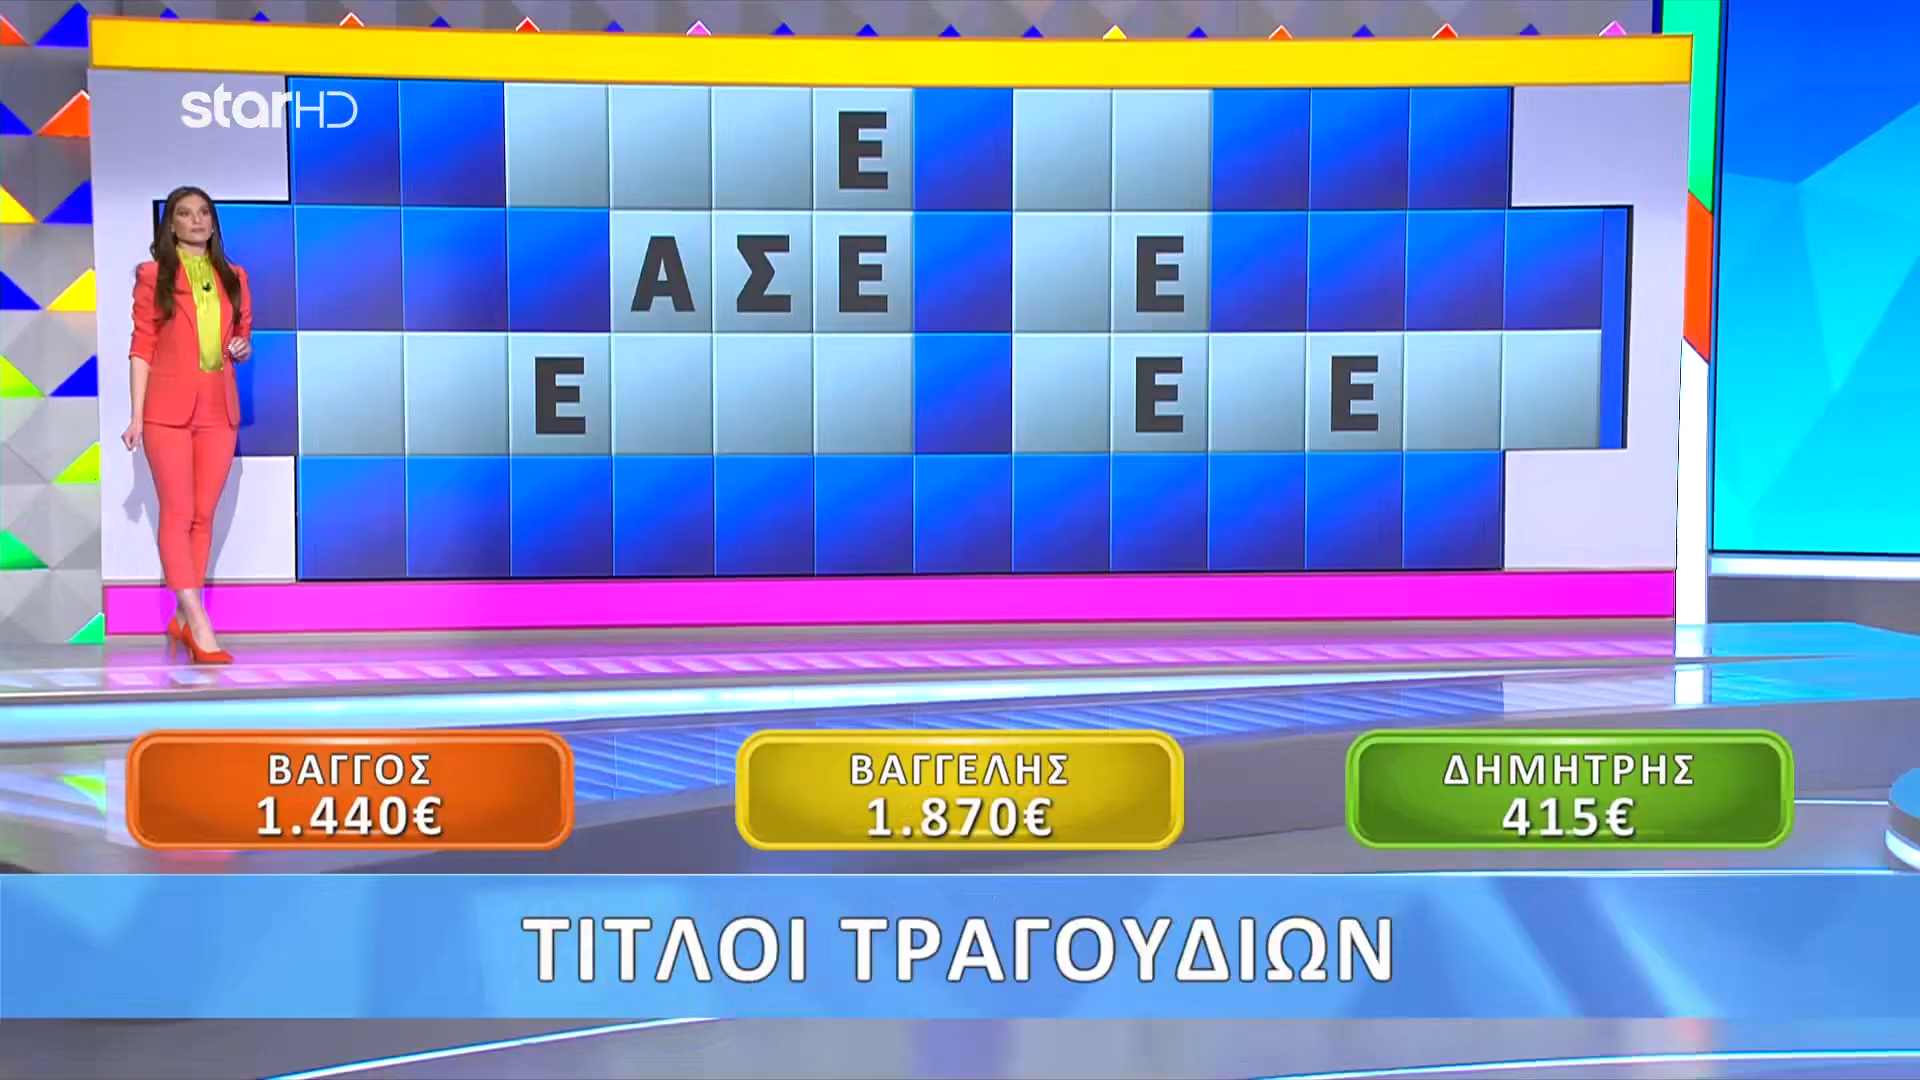 starHD
Ε
ΑΣΕ Ε
Ε Ε Ε
ΒΑΓΓΟΣ
1.440€
ΒΑΓΓΕΛΗΣ
1.870€
ΔΗΜΗΤΡΗΣ
415€
ΤΙΤΛΟΙ ΤΡΑΓΟΥΔΙΩΝ